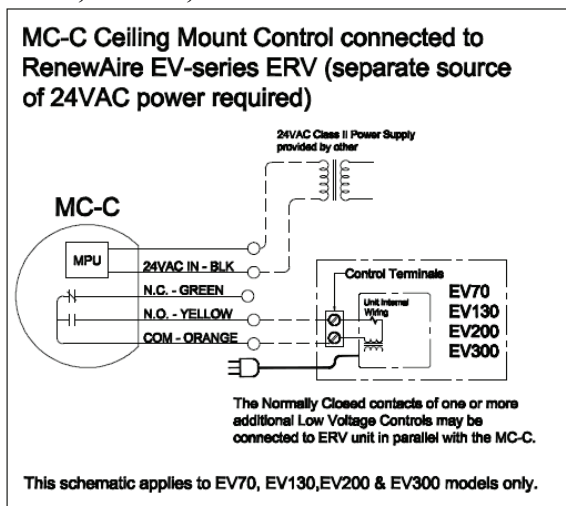 MC-C Ceiling Mount Control connected to
RenewAire EV-series ERV (separate source
of 24VAC power required)
24VAC Class II Power Supply
provided by other
MC-C
MPU
24VAC IN - BLK
N.C. - GREEN
N.O. - YELLOW
COM - ORANGE
Control Terminals
Unit Internal
Wiring
EV70
EV130
EV200
EV300
The Normally Closed contacts of one or more
additional Low Voltage Controls may be
connected to ERV unit in parallel with the MC-C.
This schematic applies to EV70, EV130,EV200 & EV300 models only.